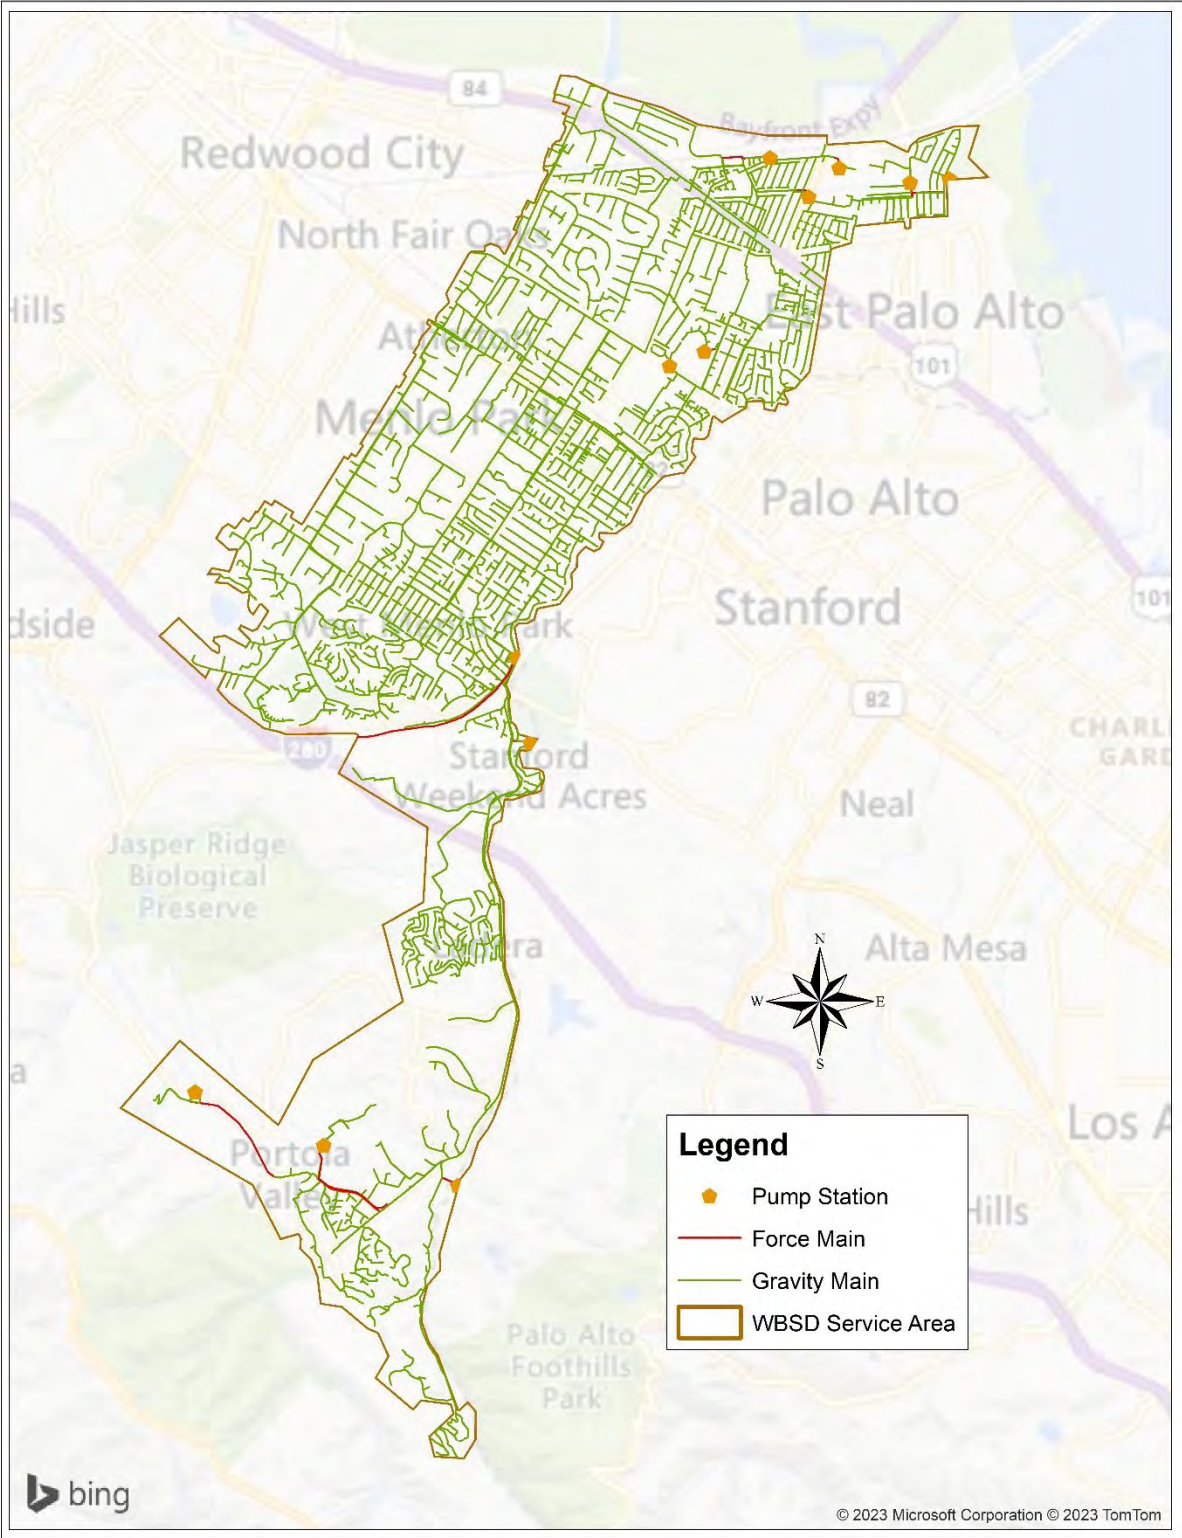 84
Bayfront Expy
Redwood City
North Fair Oaks
Hills
Atherton
East Palo Alto
101
Menlo Park
82
Palo Alto
101
dside
Stanford
West Menlo Park
82
CHARL
GARD
280
Stanford
Weekend Acres
Neal
Jasper Ridge
Biological
Preserve
Ladera
Alta Mesa
N
W
E
S
a
Los A
Portola
Valley
Hills
Legend
Pump Station
Force Main
Gravity Main
WBSD Service Area
Palo Alto
Foothills
Park
bing
© 2023 Microsoft Corporation © 2023 TomTom